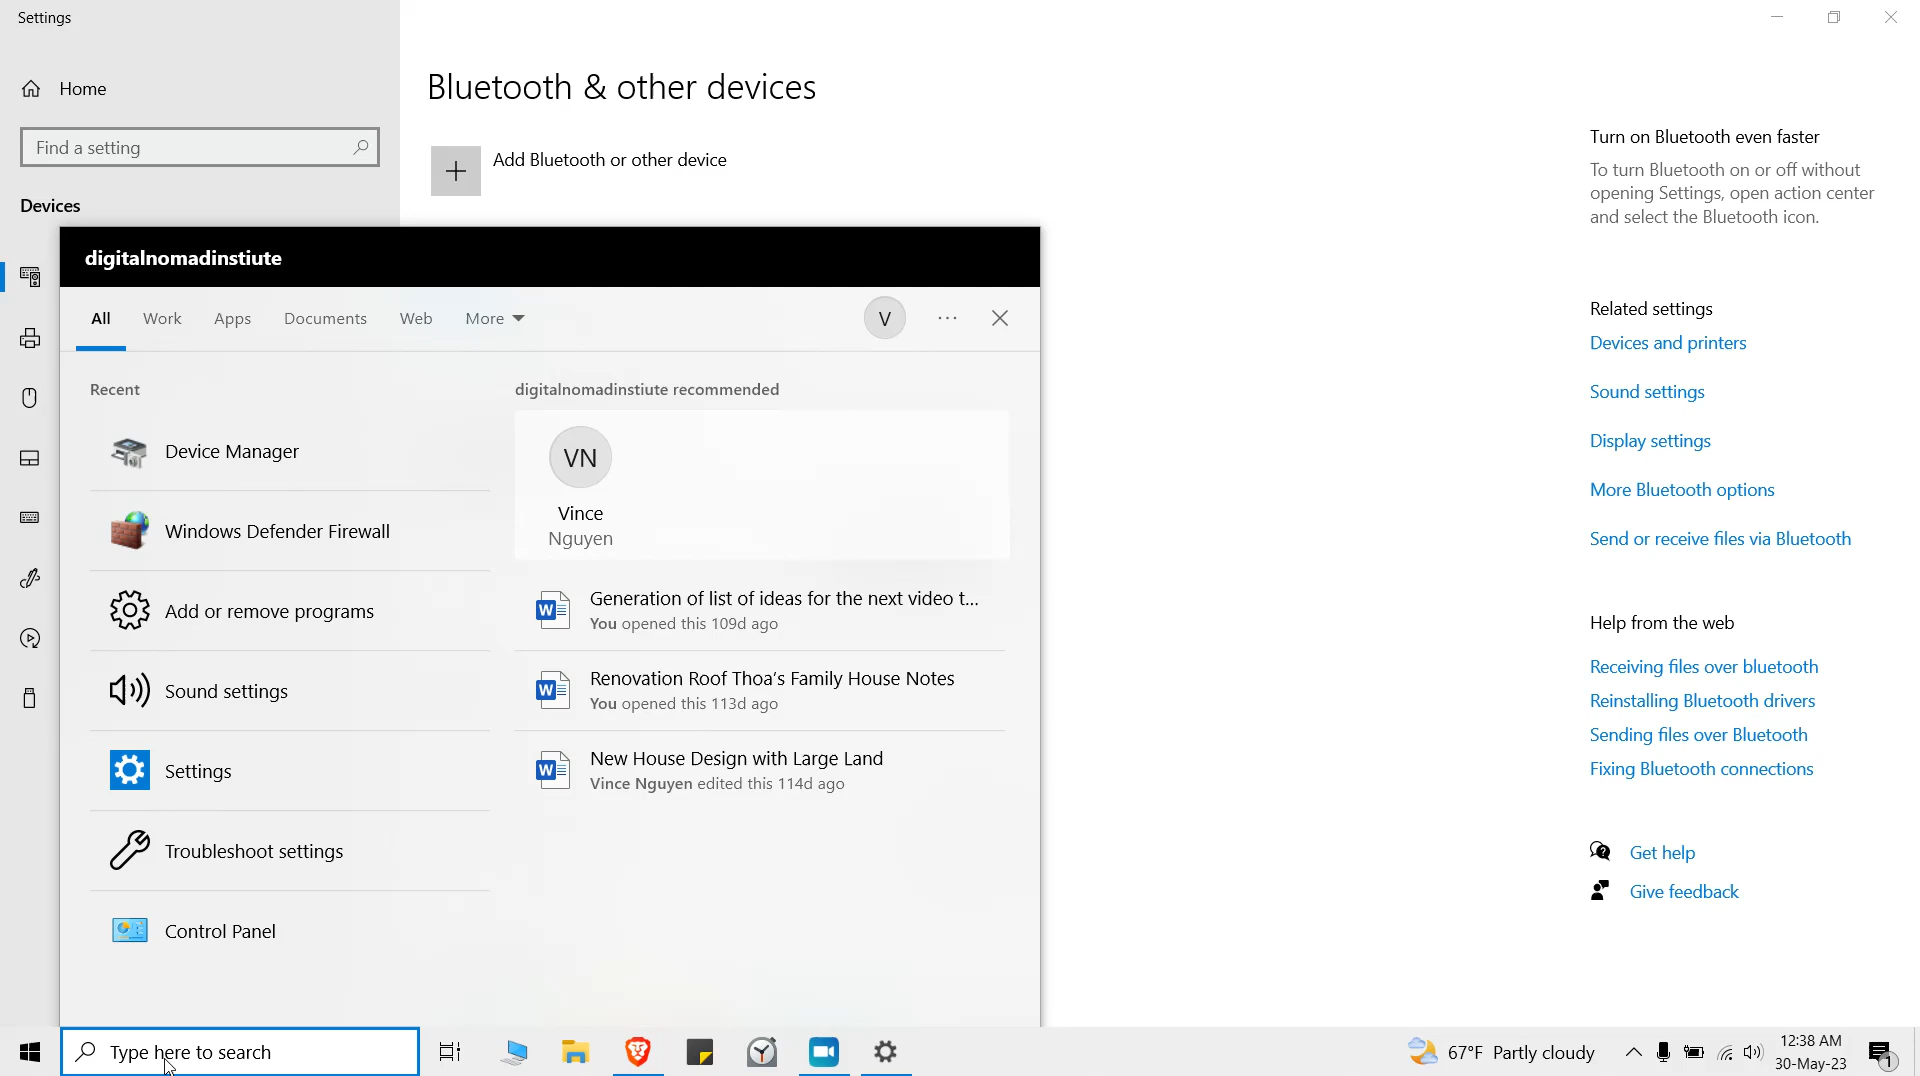 Settings
Home
Find a setting
Devices
Bluetooth & other devices
Add Bluetooth or other device
Turn on Bluetooth even faster
To turn Bluetooth on or off without
opening Settings, open action center
and select the Bluetooth icon.
Related settings
Devices and printers
Sound settings
Display settings
More Bluetooth options
Send or receive files via Bluetooth
Help from the web
Receiving files over bluetooth
Reinstalling Bluetooth drivers
Sending files over Bluetooth
Fixing Bluetooth connections
Get help
Give feedback
digitalnomadinstiute
All Work Apps Documents Web More V ...
Recent
Device Manager
Windows Defender Firewall
Add or remove programs
Sound settings
Settings
Troubleshoot settings
Control Panel
digitalnomadinstiute recommended
VN
Vince
Nguyen
Generation of list of ideas for the next video t...
You opened this 109d ago
Renovation Roof Thoa's Family House Notes
You opened this 113d ago
New House Design with Large Land
Vince Nguyen edited this 114d ago
Type here to search
67°F Partly cloudy
12:38 AM
30-May-23
1